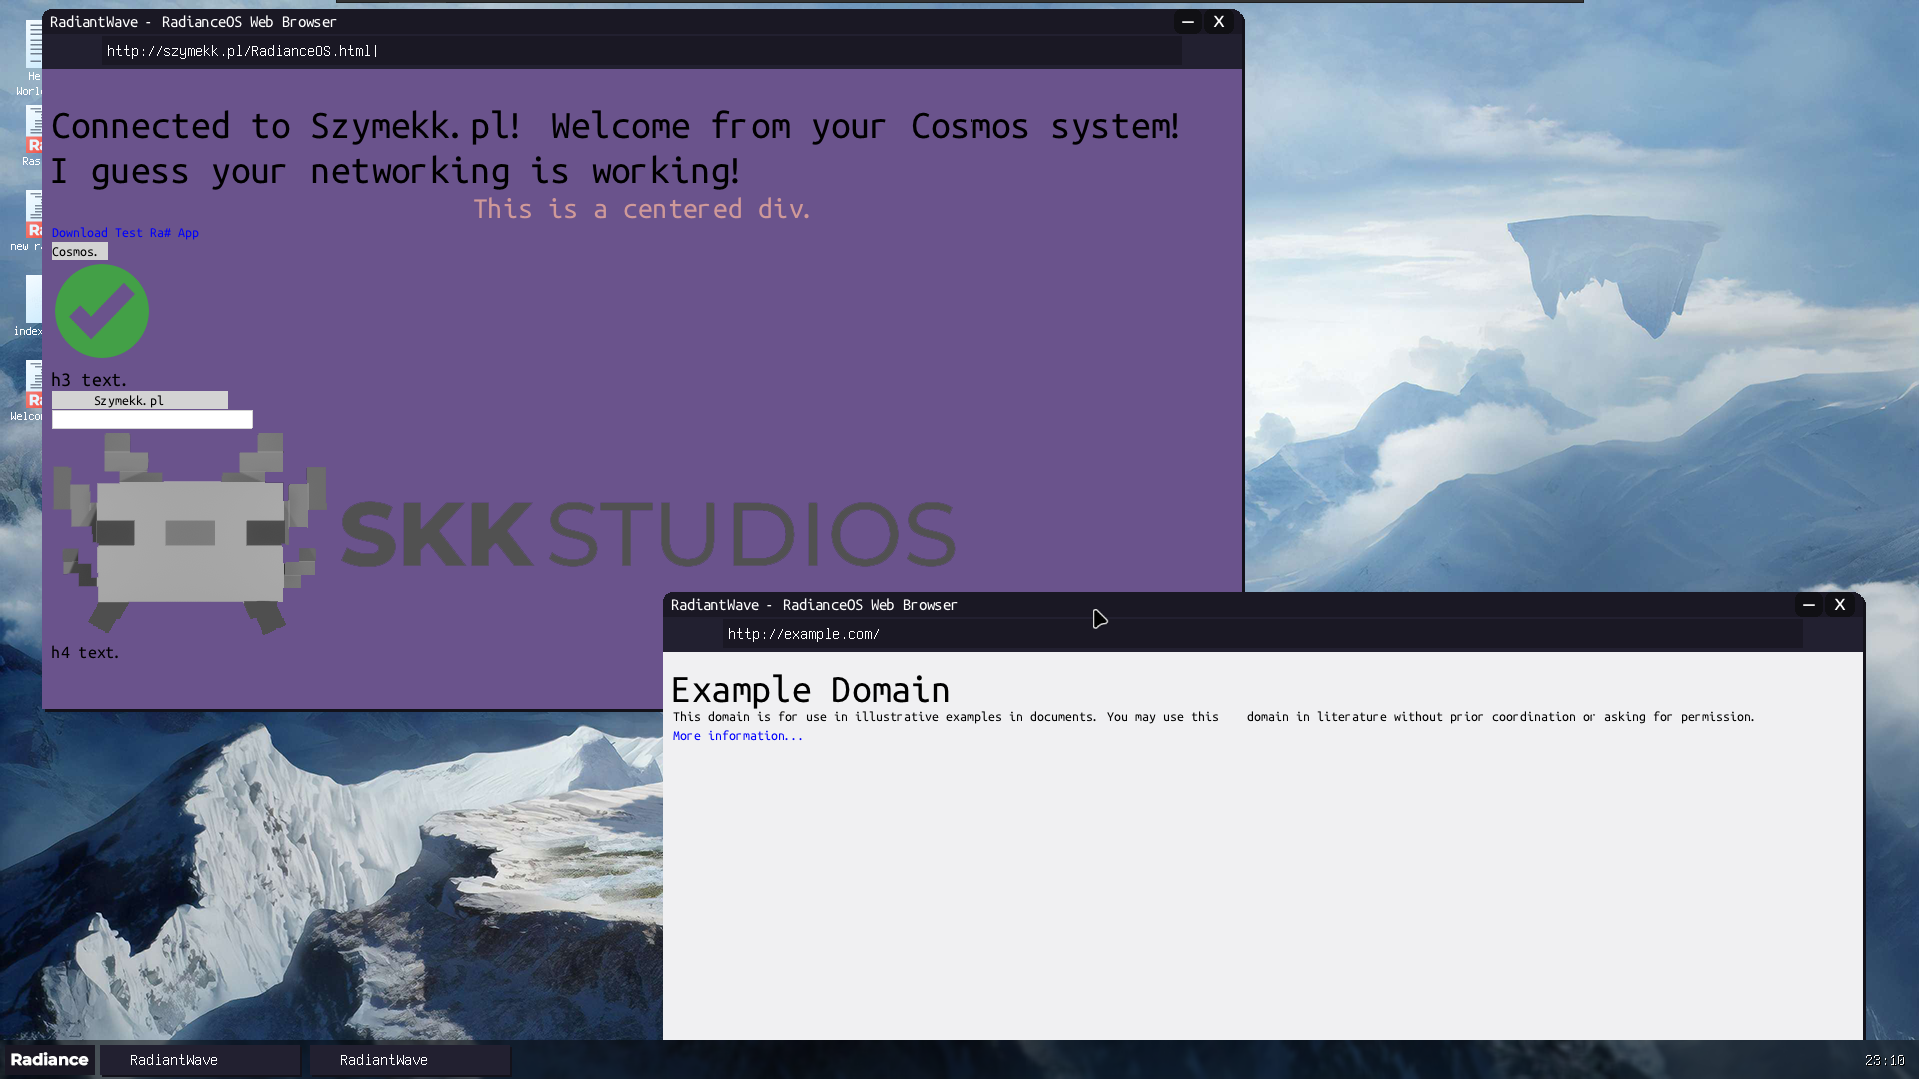 RadiantWave - RadianceOS Web Browser
– X
http://szymekk.pl/RadianceOS.html|
Connected to Szymekk.pl! Welcome from your Cosmos system!
I guess your networking is working!
This is a centered div.
Download Test Ra# App
Cosmos.
h3 text.
Szymekk.pl
SKK STUDIOS
h4 text.
He
Worl
Ra
Ras
Ra
new r
index
Ra
Welco
RadiantWave - RadianceOS Web Browser
– X
http://example.com/
Example Domain
This domain is for use in illustrative examples in documents. You may use this    domain in literature without prior coordination or asking for permission.
More information...
Radiance
RadiantWave
RadiantWave
23:10